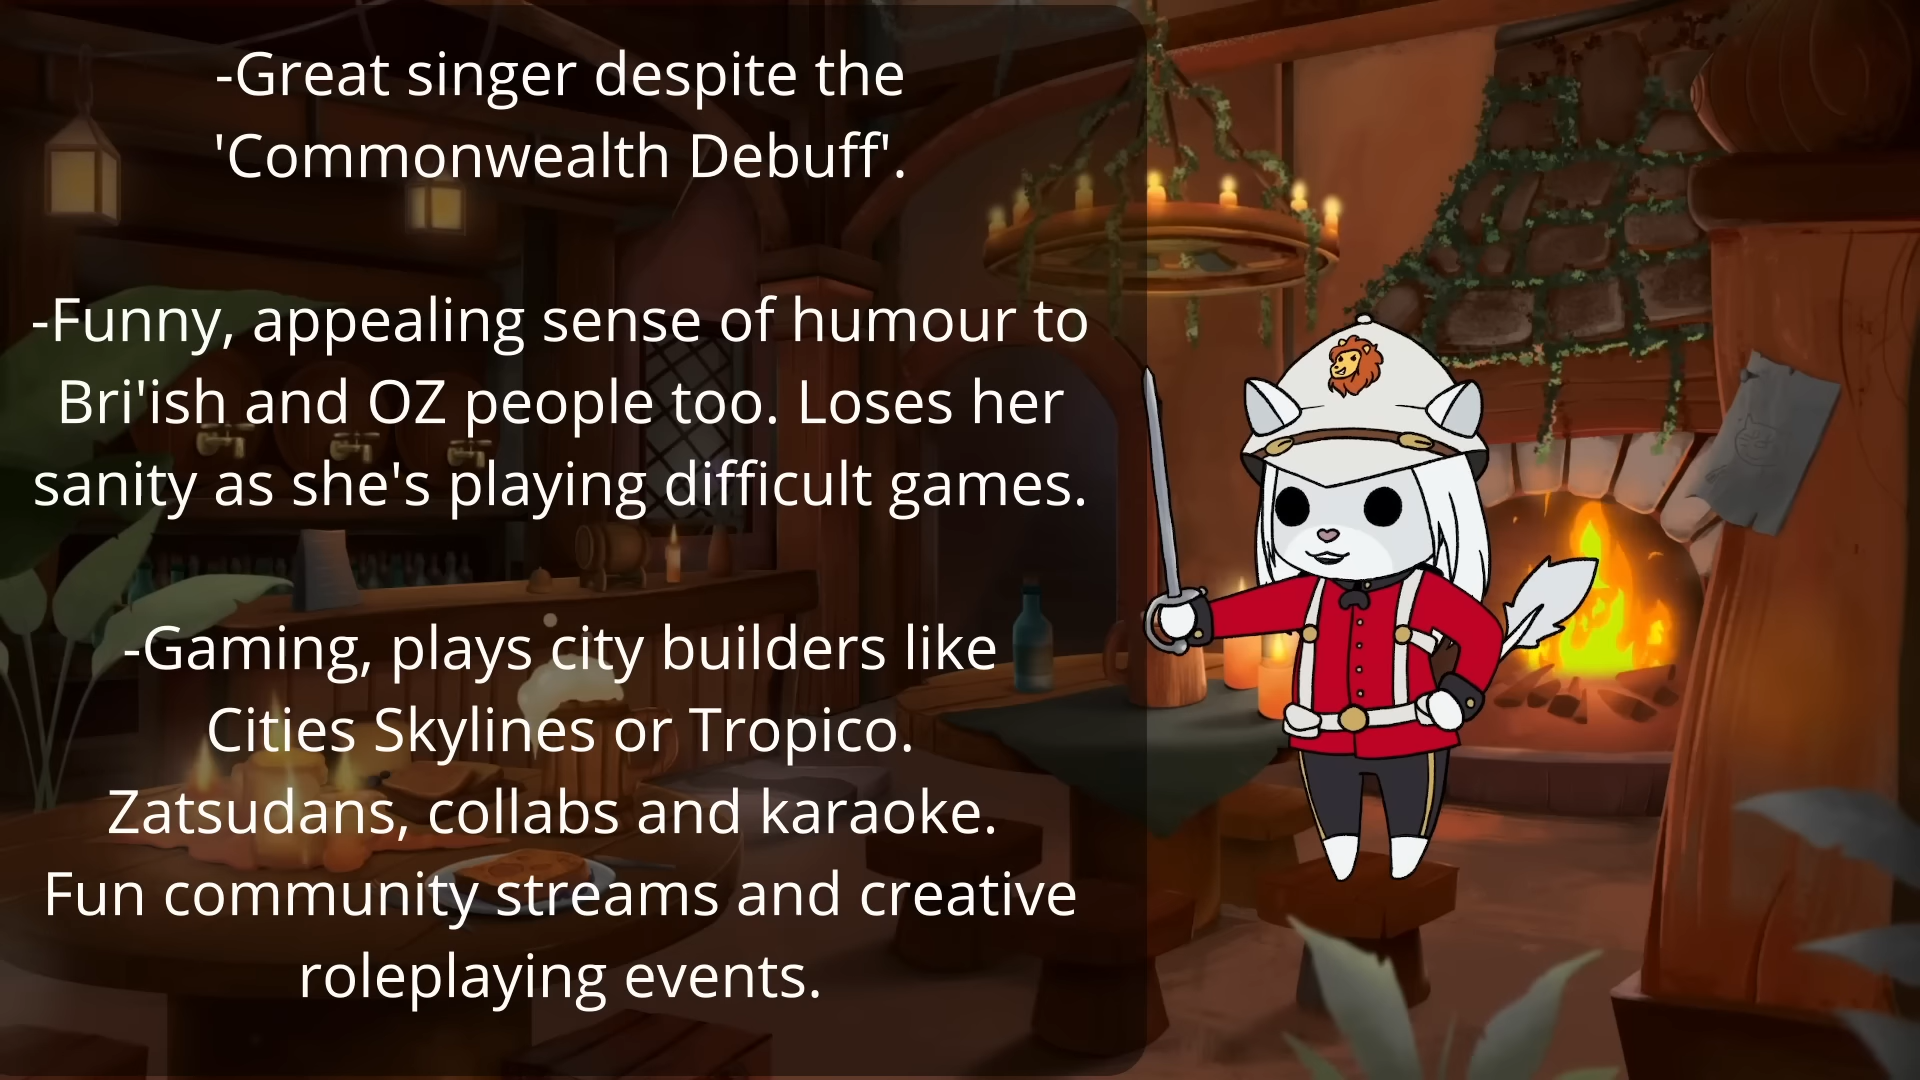 -Great singer despite the
'Commonwealth Debuff'.
-Funny, appealing sense of humour to
Bri'ish and OZ people too. Loses her
sanity as she's playing difficult games.
-Gaming, plays city builders like
Cities Skylines or Tropico.
Zatsudans, collabs and karaoke.
Fun community streams and creative
roleplaying events.